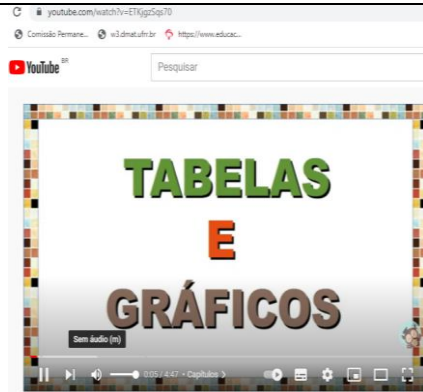 youtube.com/watch?v=ETKjgzSqs70
Comissão Permane... w3.dmat.ufrr.br https://www.educac...
YouTube BR Pesquisar
TABELAS
E
GRÁFICOS
Sem áudio (m)
0:05 / 4:47 • Capítulos >